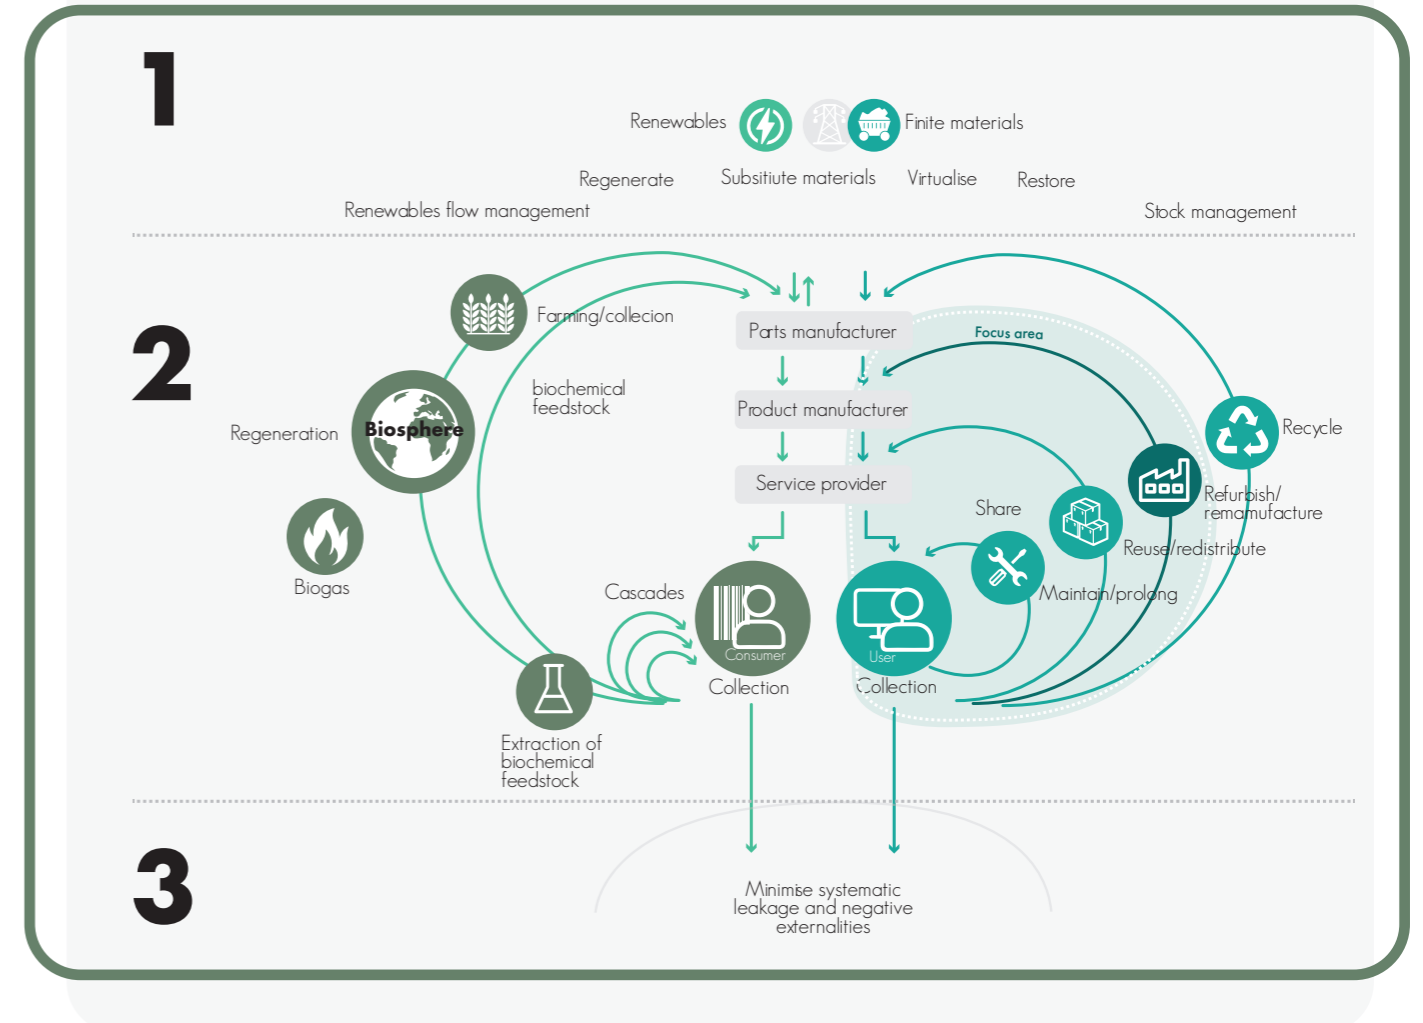 1
Renewables
Finite materials
Regenerate
Subsitiute materials
Virtualise
Restore
Renewables flow management
Stock management
2
Farming/collecion
Focus area
Parts manufacturer
biochemical
feedstock
Product manufacturer
Regeneration
Biosphere
Recycle
Service provider
Refurbish/
remamufacture
Share
Reuse/redistribute
Biogas
Cascades
Maintain/prolong
Consumer
User
Collection
Collection
Extraction of
biochemical
feedstock
3
Minimise systematic
leakage and negative
externalities